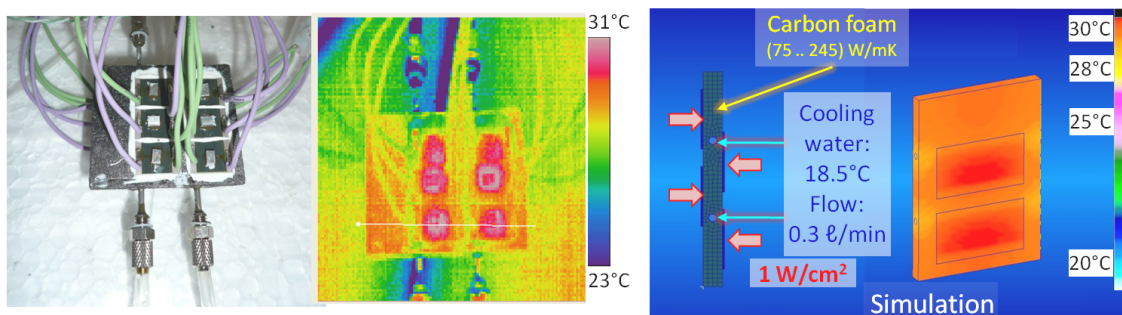 31°C
23°C
Carbon foam
(75 .. 245) W/mK
Cooling
water:
18.5°C
Flow:
0.3 ℓ/min
1 W/cm²
Simulation
30°C
28°C
25°C
20°C